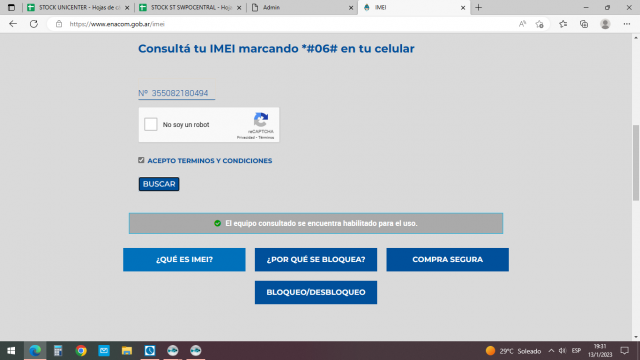 STOCK UNICENTER - Hojas de cá
STOCK ST SWPOCENTRAL - Hoja
Admin
IMEI
https://www.enacom.gob.ar/imei
Consultá tu IMEI marcando *#06# en tu celular
Nº 355082180494
No soy un robot
reCAPTCHA
Privacidad - Términos
ACEPTO TERMINOS Y CONDICIONES
BUSCAR
El equipo consultado se encuentra habilitado para el uso.
¿QUÉ ES IMEI?
¿POR QUÉ SE BLOQUEA?
COMPRA SEGURA
BLOQUEO/DESBLOQUEO
29°C Soleado
ESP
19:31
13/1/2023